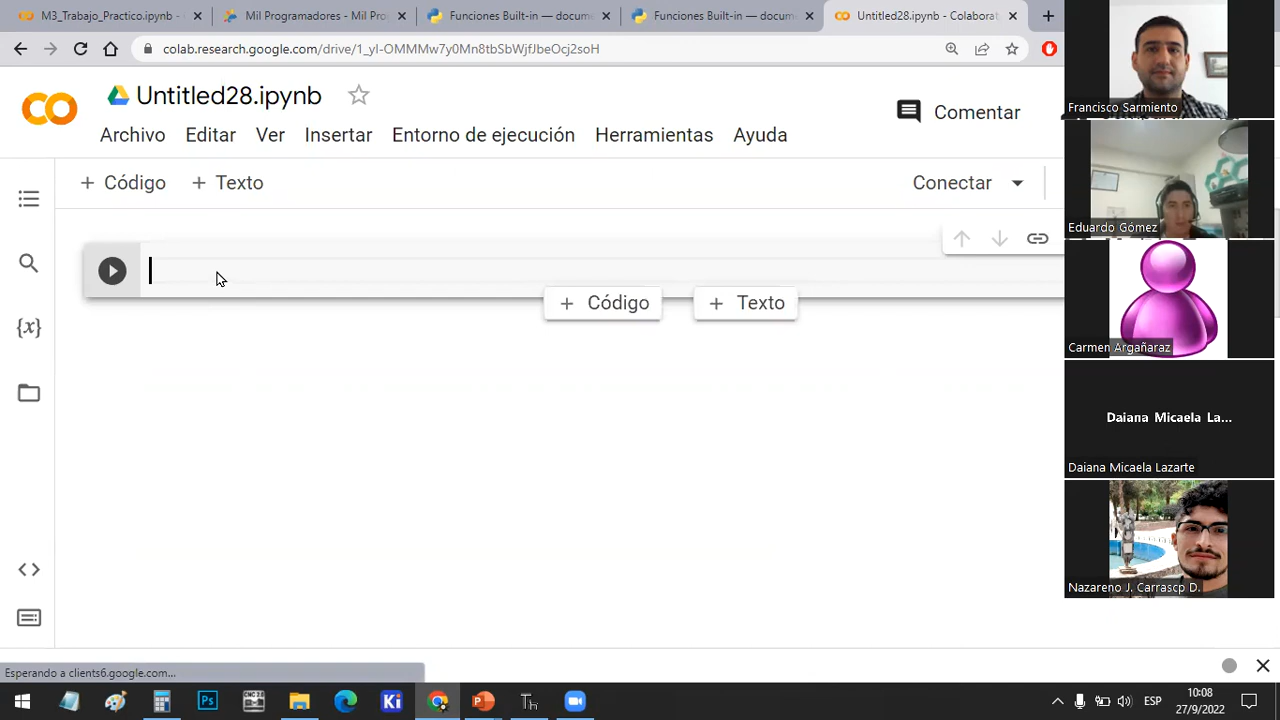 M3_Trabajo_Practico.ipynb -
Mil Programadores - Mil Pro
Funciones Built-in — docume
Funciones Built-in — docum
Untitled28.ipynb - Colabora
colab.research.google.com/drive/1_yI-OMMMw7y0Mn8tbSbWjfJbeOcj2soH
Untitled28.ipynb
Comentar
Archivo Editar Ver Insertar Entorno de ejecución Herramientas Ayuda
+ Código + Texto
Conectar
+ Código + Texto
Francisco Sarmiento
Eduardo Gómez
Carmen Argañaraz
Daiana Micaela La...
Daiana Micaela Lazarte
Nazareno J. Carrascp D.
Esperando a clients6.google.com...
ESP
10:08
27/9/2022